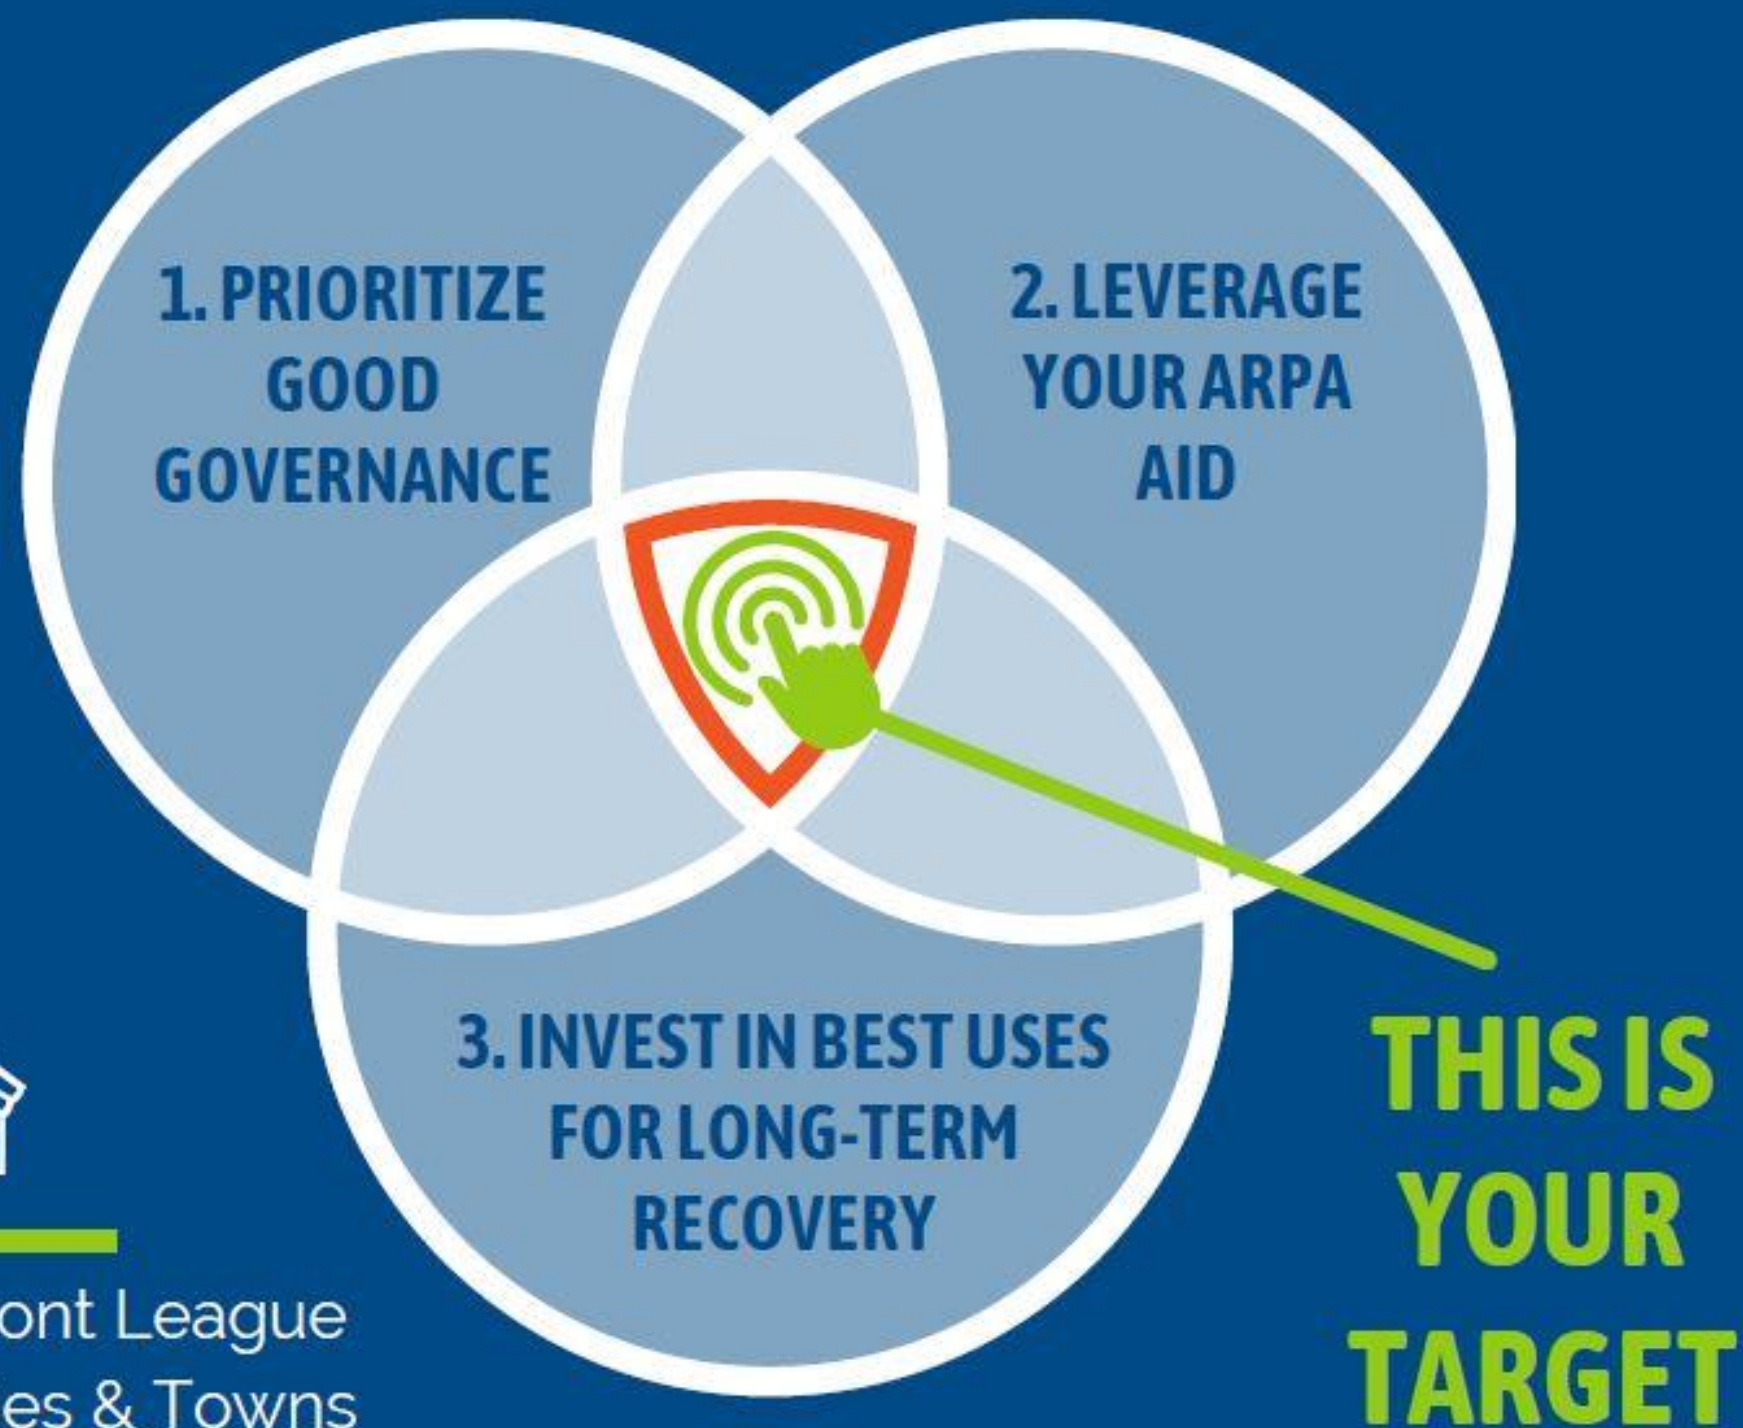 1. PRIORITIZE
GOOD
GOVERNANCE
2. LEVERAGE
YOUR ARPA
AID
3. INVEST IN BEST USES
FOR LONG-TERM
RECOVERY
THIS IS
YOUR
TARGET
ont League
es & Towns